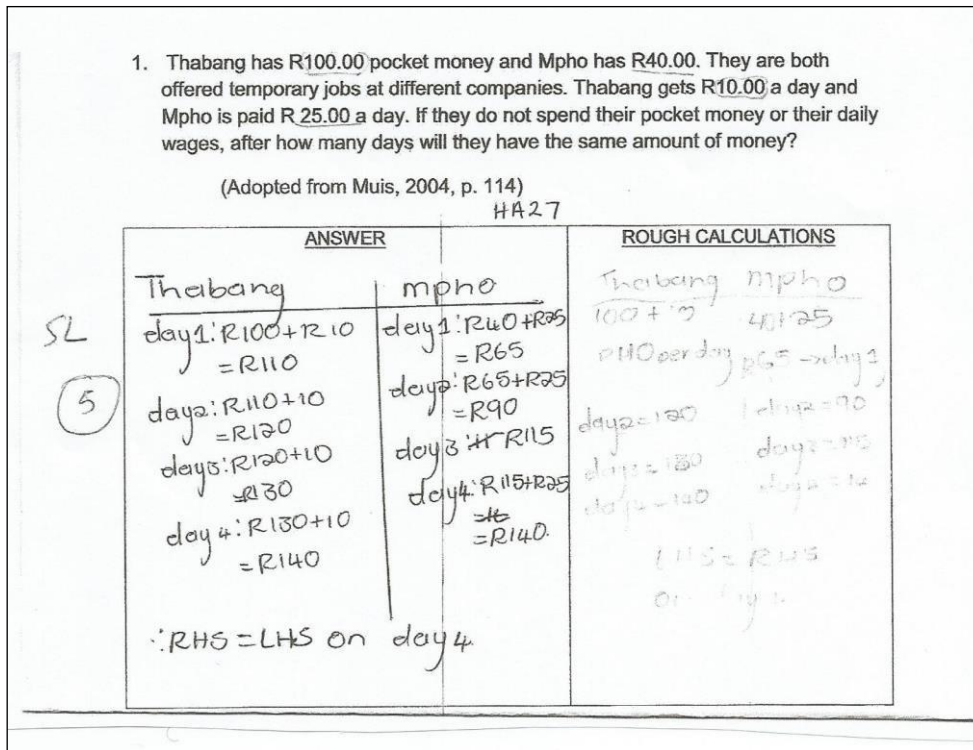 1. Thabang has R100.00 pocket money and Mpho has R40.00. They are both
offered temporary jobs at different companies. Thabang gets R10.00 a day and
Mpho is paid R 25.00 a day. If they do not spend their pocket money or their daily
wages, after how many days will they have the same amount of money?
(Adopted from Muis, 2004, p. 114)
HA27
ANSWER
Thabang
day1:R100+R10
=R110
day2:R110+10
=R120
day3:R120+10
=R130
day 4:R130+10
=R140
mpho
day1:R40+R25
=R65
day2:R65+R25
=R90
day3: R115
day4:R115+R25
=R140.
∴RHS=LHS on day4.
SL
5
ROUGH CALCULATIONS
Thabang mpho
100+ 40+25
R110 per day R65 → day 1
day2=120 day2=90
day3=130 day3=115
day4=140
LHS=RHS